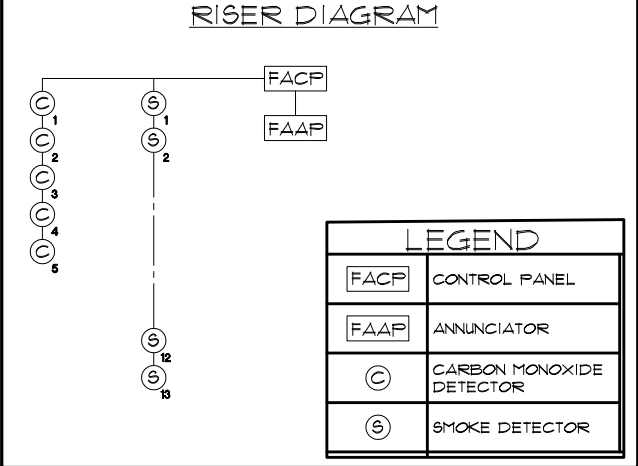 RISER DIAGRAM
FACP
C
1
S
1
C
2
S
2
FAAP
C
3
C
4
C
5
S
12
S
13
LEGEND
FACP CONTROL PANEL
FAAP ANNUNCIATOR
C CARBON MONOXIDE
DETECTOR
S SMOKE DETECTOR